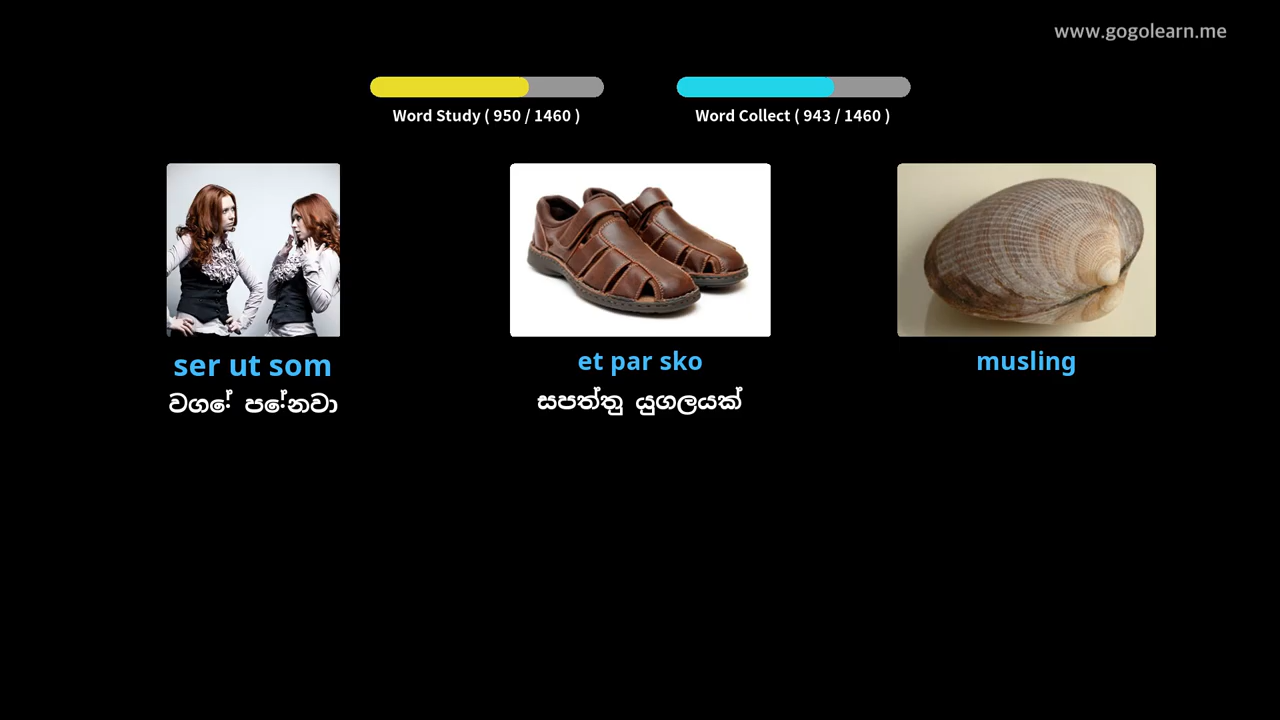 www.gogolearn.me
Word Study ( 950 / 1460 )
Word Collect ( 943 / 1460 )
ser ut som
වගේ පේනවා
et par sko
සපත්තු යුගලයක්
musling